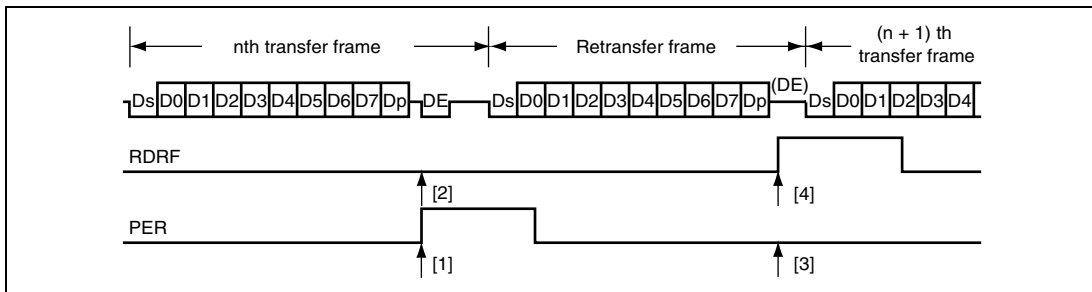 nth transfer frame Retransfer frame (n + 1) th
transfer frame
Ds D0 D1 D2 D3 D4 D5 D6 D7 Dp DE Ds D0 D1 D2 D3 D4 D5 D6 D7 Dp (DE) Ds D0 D1 D2 D3 D4
RDRF
[2] [4]
PER
[1] [3]